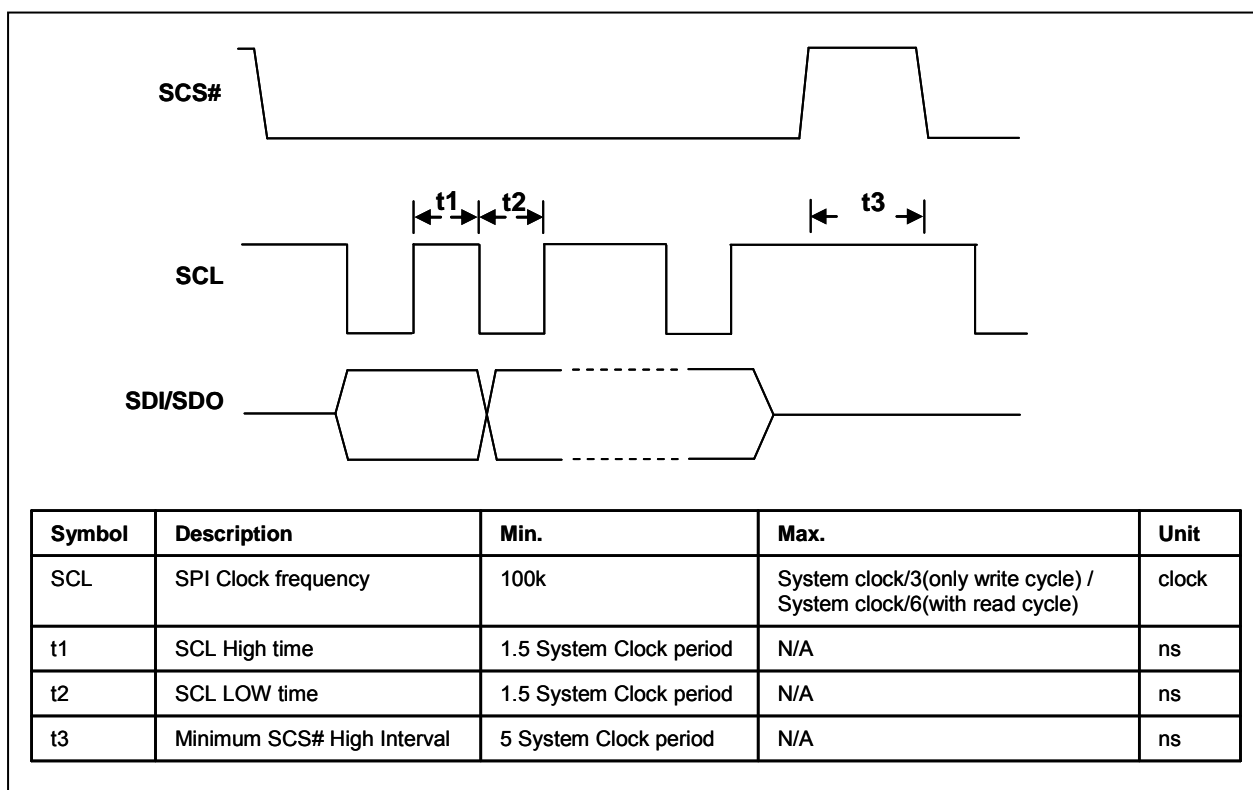 SCS#
t1 t2 t3
SCL
SDI/SDO
Symbol Description Min. Max. Unit
SCL SPI Clock frequency 100k System clock/3(only write cycle) / clock
System clock/6(with read cycle)
t1 SCL High time 1.5 System Clock period N/A ns
t2 SCL LOW time 1.5 System Clock period N/A ns
t3 Minimum SCS# High Interval 5 System Clock period N/A ns